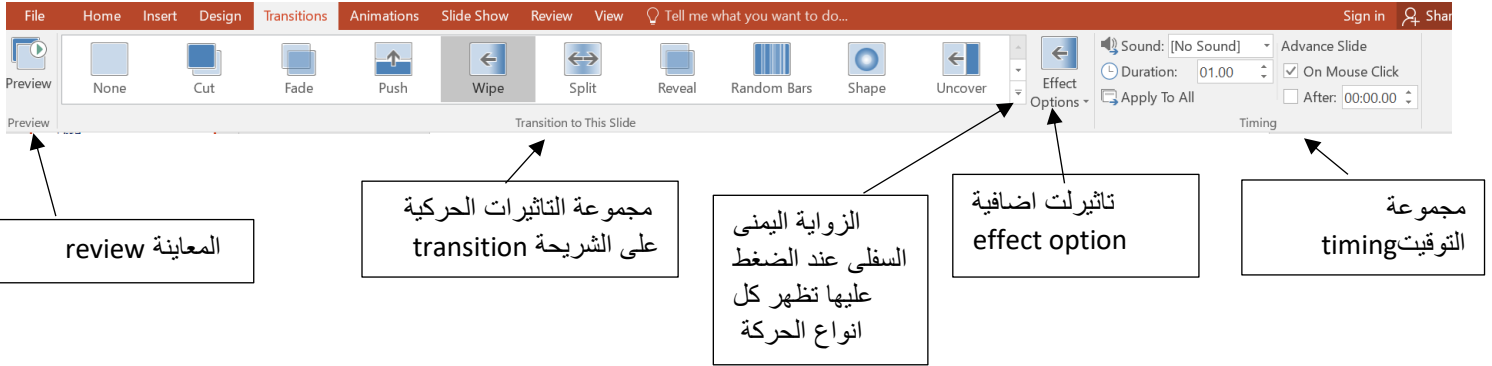 File Home Insert Design Transitions Animations Slide Show Review View Tell me what you want to do... Sign in Shar
Sound: [No Sound] Advance Slide
Duration: 01.00 On Mouse Click
Apply To All After: 00:00.00
Preview None Cut Fade Push Wipe Split Reveal Random Bars Shape Uncover Effect
Options
Preview Transition to This Slide Timing
المعاينة review
مجموعة التاثيرات الحركية
على الشريحة transition
الزواية اليمنى
السفلى عند الضغط
عليها تظهر كل
انواع الحركة
تاثيرلت اضافية
effect option
مجموعة
التوقيتtiming